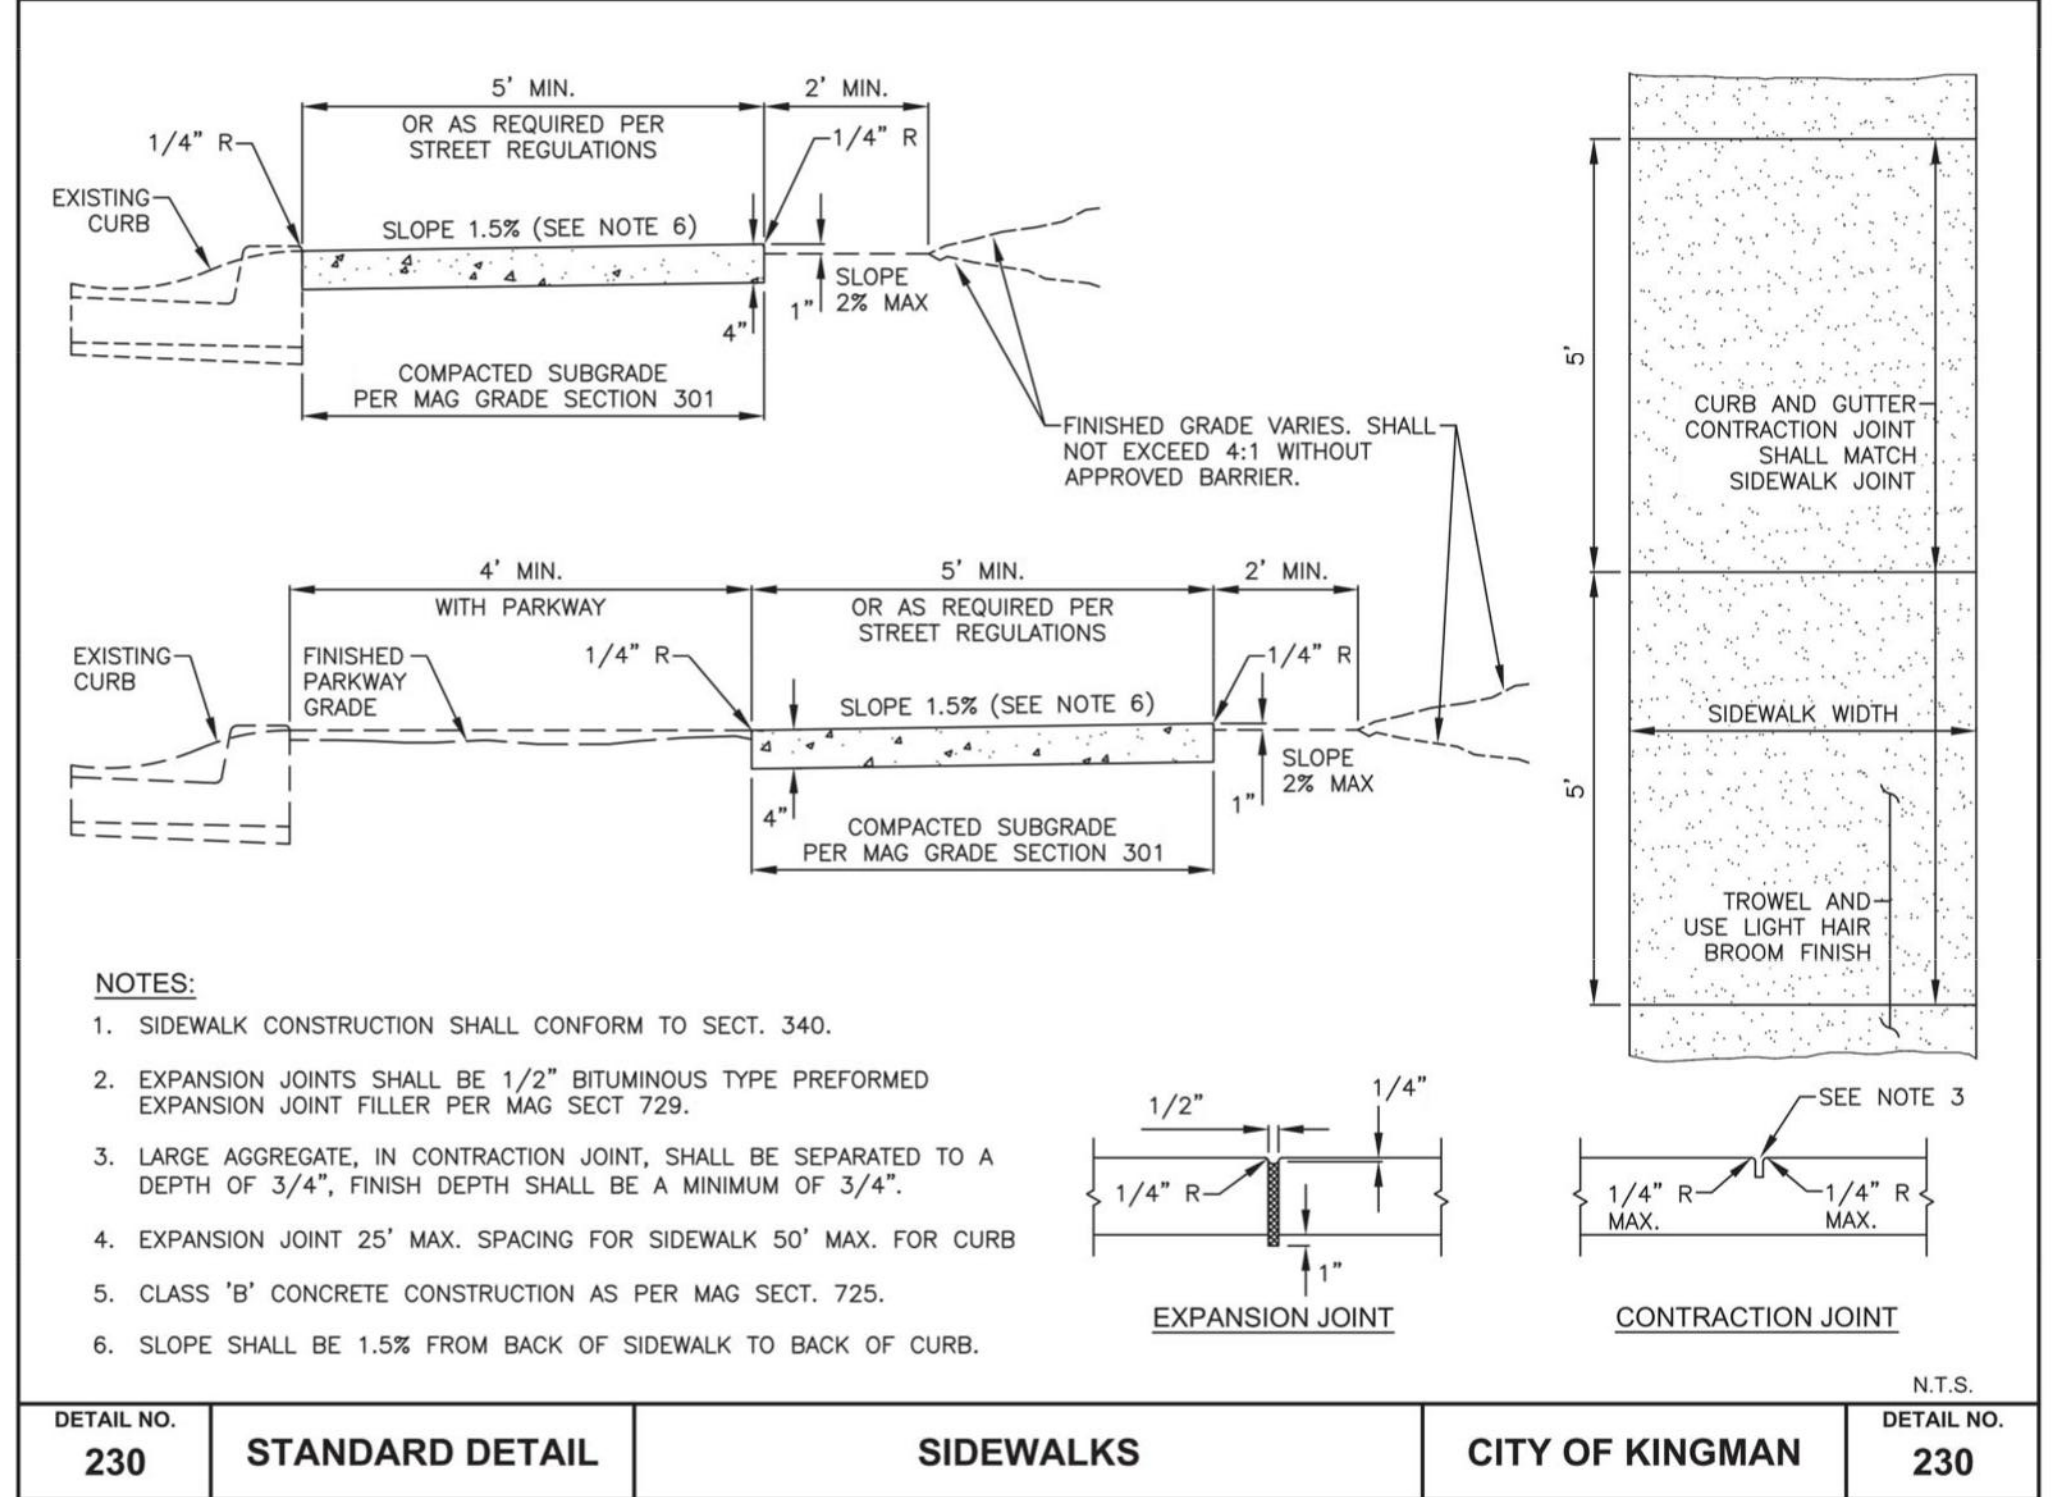 5' MIN.
2' MIN.
OR AS REQUIRED PER
STREET REGULATIONS
1/4" R
1/4" R
EXISTING
CURB
SLOPE 1.5% (SEE NOTE 6)
SLOPE
2% MAX
1"
4"
COMPACTED SUBGRADE
PER MAG GRADE SECTION 301
FINISHED GRADE VARIES. SHALL
NOT EXCEED 4:1 WITHOUT
APPROVED BARRIER.
4' MIN.
WITH PARKWAY
5' MIN.
OR AS REQUIRED PER
STREET REGULATIONS
2' MIN.
EXISTING
CURB
FINISHED
PARKWAY
GRADE
1/4" R
1/4" R
SLOPE 1.5% (SEE NOTE 6)
SLOPE
2% MAX
1"
4"
COMPACTED SUBGRADE
PER MAG GRADE SECTION 301
5'
CURB AND GUTTER
CONTRACTION JOINT
SHALL MATCH
SIDEWALK JOINT
SIDEWALK WIDTH
5'
TROWEL AND
USE LIGHT HAIR
BROOM FINISH
NOTES:
1. SIDEWALK CONSTRUCTION SHALL CONFORM TO SECT. 340.
2. EXPANSION JOINTS SHALL BE 1/2" BITUMINOUS TYPE PREFORMED
EXPANSION JOINT FILLER PER MAG SECT 729.
3. LARGE AGGREGATE, IN CONTRACTION JOINT, SHALL BE SEPARATED TO A
DEPTH OF 3/4", FINISH DEPTH SHALL BE A MINIMUM OF 3/4".
4. EXPANSION JOINT 25' MAX. SPACING FOR SIDEWALK 50' MAX. FOR CURB
5. CLASS 'B' CONCRETE CONSTRUCTION AS PER MAG SECT. 725.
6. SLOPE SHALL BE 1.5% FROM BACK OF SIDEWALK TO BACK OF CURB.
1/2"
1/4"
1/4" R
1"
EXPANSION JOINT
SEE NOTE 3
1/4" R
MAX.
1/4" R
MAX.
CONTRACTION JOINT
N.T.S.
DETAIL NO.
230
STANDARD DETAIL
SIDEWALKS
CITY OF KINGMAN
DETAIL NO.
230